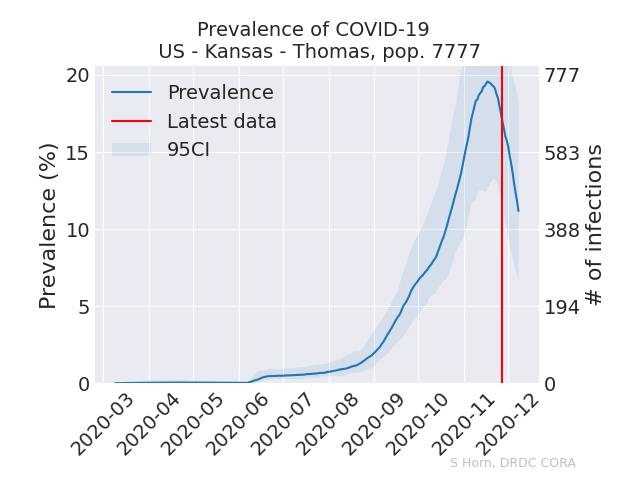 Prevalence of COVID-19
US - Kansas - Thomas, pop. 7777
Prevalence
Latest data
95CI
Prevalence (%)
20
15
10
5
0
777
583
388
194
0
# of infections
2020-03
2020-04
2020-05
2020-06
2020-07
2020-08
2020-09
2020-10
2020-11
2020-12
S Horn, DRDC CORA